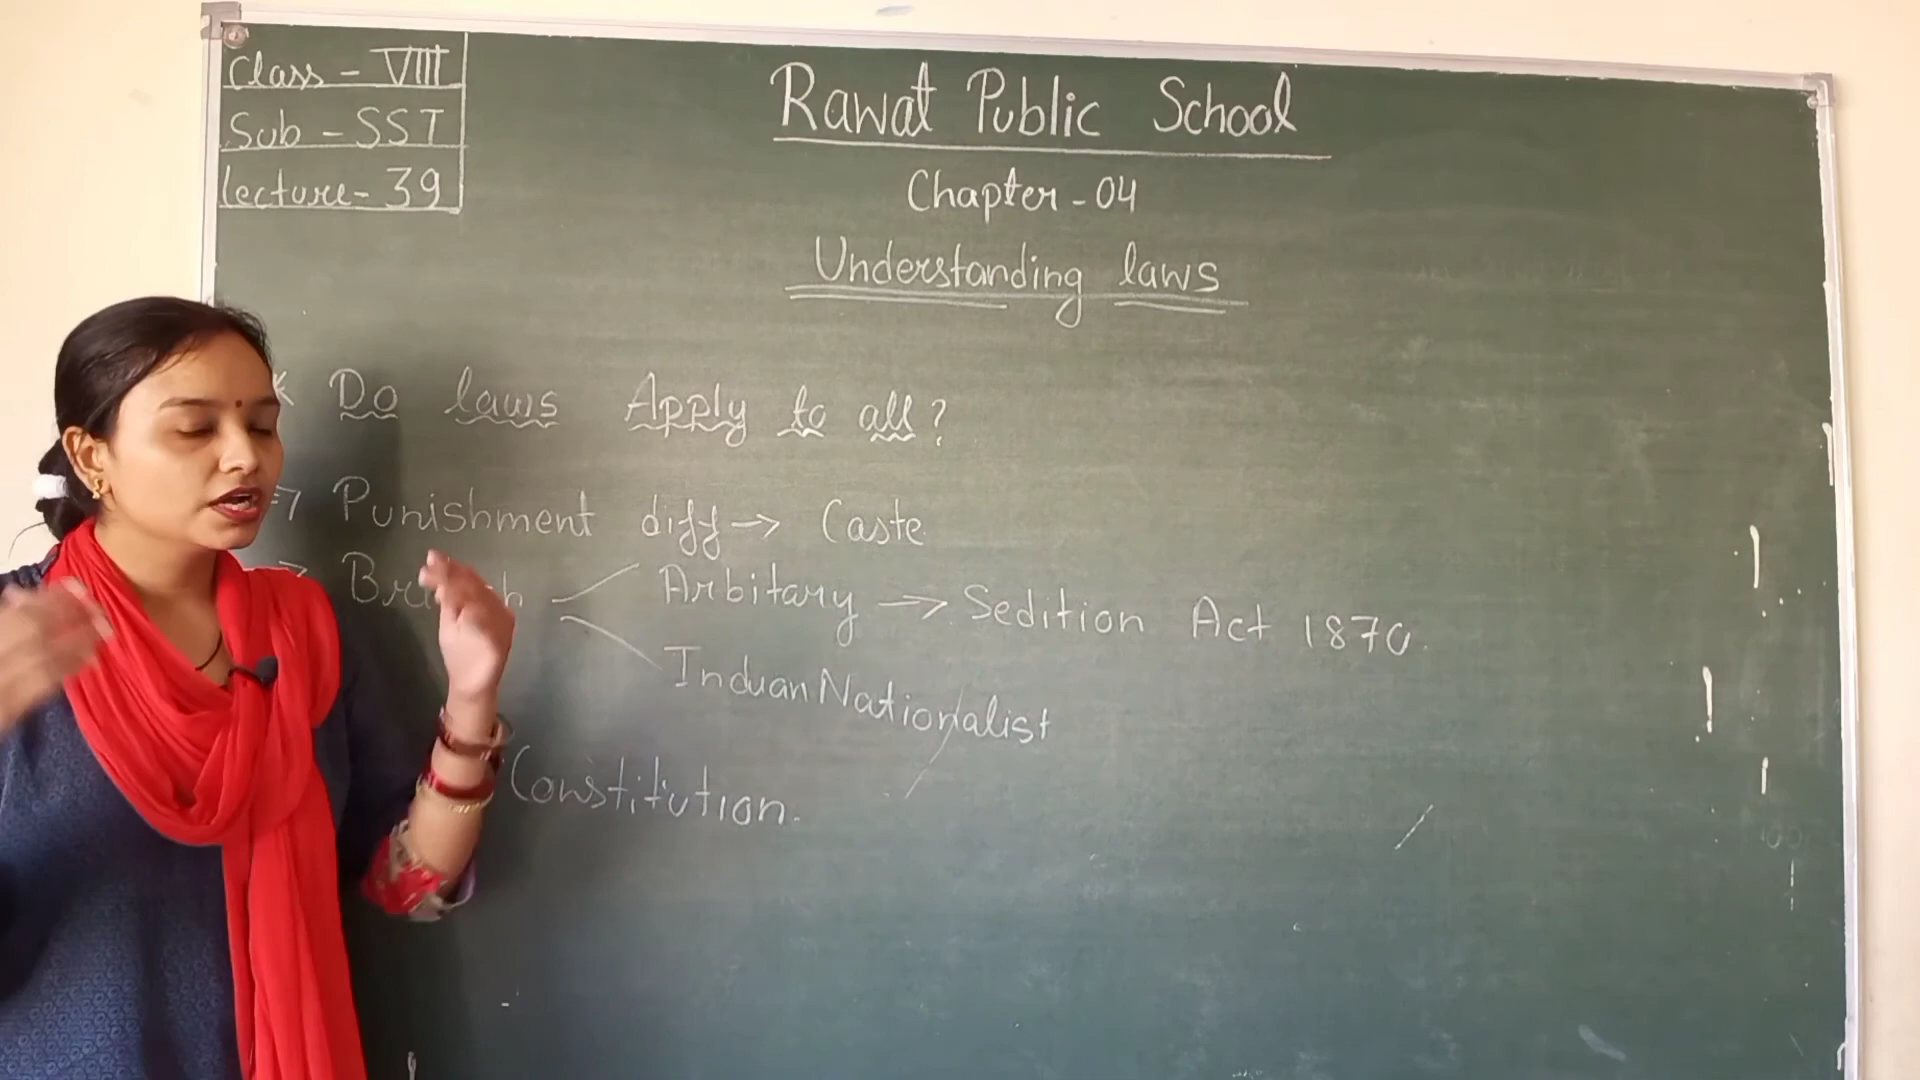 Class - VIII
Sub - SST
lecture - 39
Rawat Public School
Chapter - 04
Understanding laws
* Do laws Apply to all?
=> Punishment diff → Caste
Arbitary → Sedition Act 1870.
Induan Nationalist
Constitution.